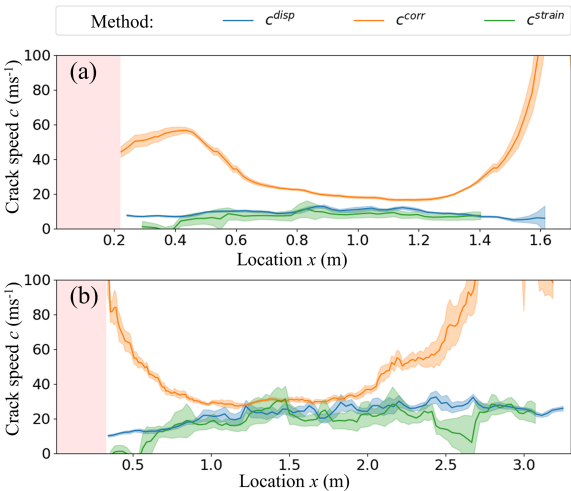 Method: c^disp c^corr c^strain
(a)
Crack speed c (ms⁻¹)
100
80
60
40
20
0
0.2 0.4 0.6 0.8 1.0 1.2 1.4 1.6
Location x (m)
(b)
Crack speed c (ms⁻¹)
100
80
60
40
20
0
0.5 1.0 1.5 2.0 2.5 3.0
Location x (m)